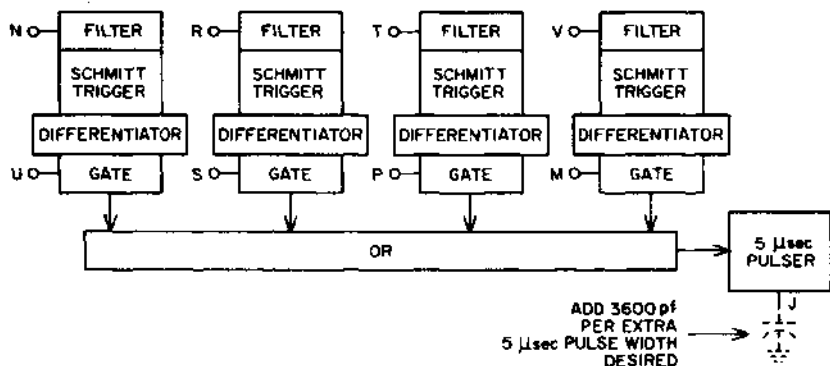 N FILTER R FILTER T FILTER V FILTER
SCHMITT TRIGGER SCHMITT TRIGGER SCHMITT TRIGGER SCHMITT TRIGGER
DIFFERENTIATOR DIFFERENTIATOR DIFFERENTIATOR DIFFERENTIATOR
U GATE S GATE P GATE M GATE
OR
5 μsec
PULSER
J
ADD 3600 pf
PER EXTRA
5 μsec PULSE WIDTH
DESIRED